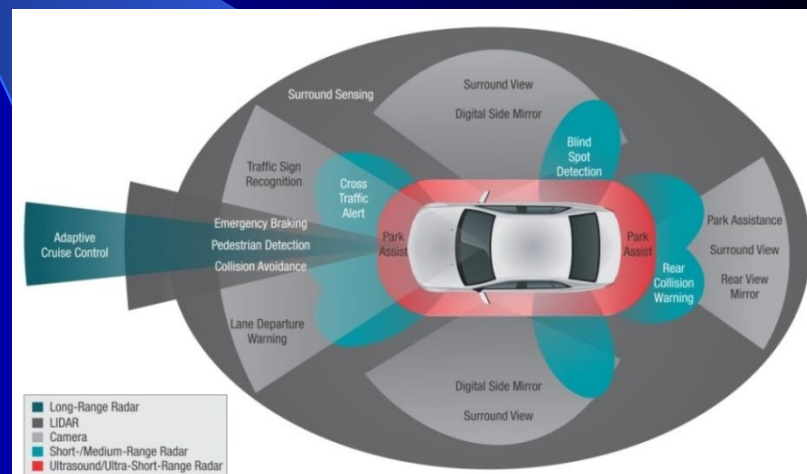 Surround View
Surround Sensing
Digital Side Mirror
Blind
Spot
Detection
Traffic Sign
Recognition
Cross
Traffic
Alert
Emergency Braking
Adaptive
Cruise Control
Pedestrian Detection
Collision Avoidance
Park
Assist
Park
Assist
Park Assistance
Surround View
Rear View
Mirror
Rear
Collision
Warning
Lane Departure
Warning
Digital Side Mirror
Surround View
Long-Range Radar
LIDAR
Camera
Short-/Medium-Range Radar
Ultrasound/Ultra-Short-Range Radar